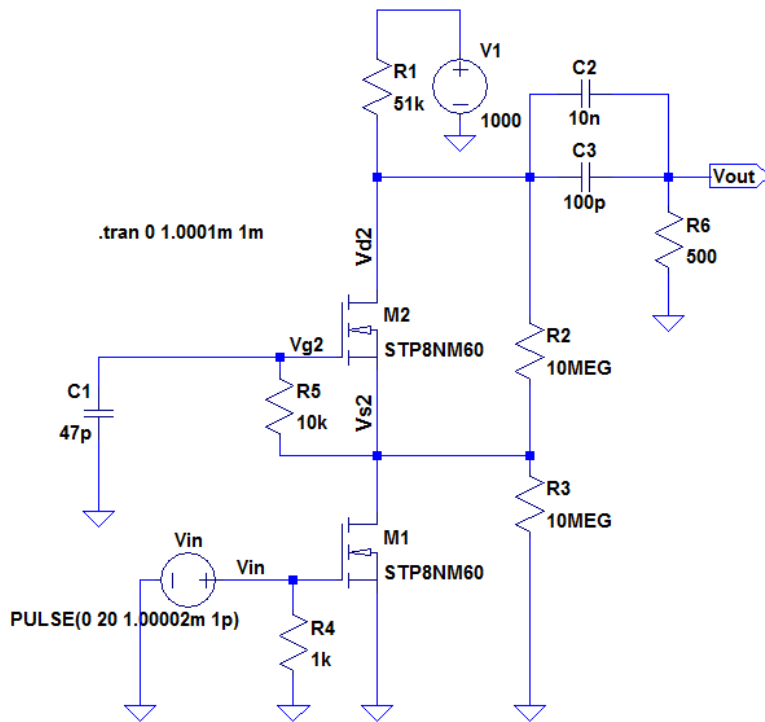 R1
51k
V1
1000
C2
10n
C3
100p
Vout
R6
500
.tran 0 1.0001m 1m
Vd2
M2
STP8NM60
Vg2
R2
10MEG
C1
47p
R5
10k
Vs2
R3
10MEG
M1
STP8NM60
Vin
Vin
PULSE(0 20 1.00002m 1p)
R4
1k